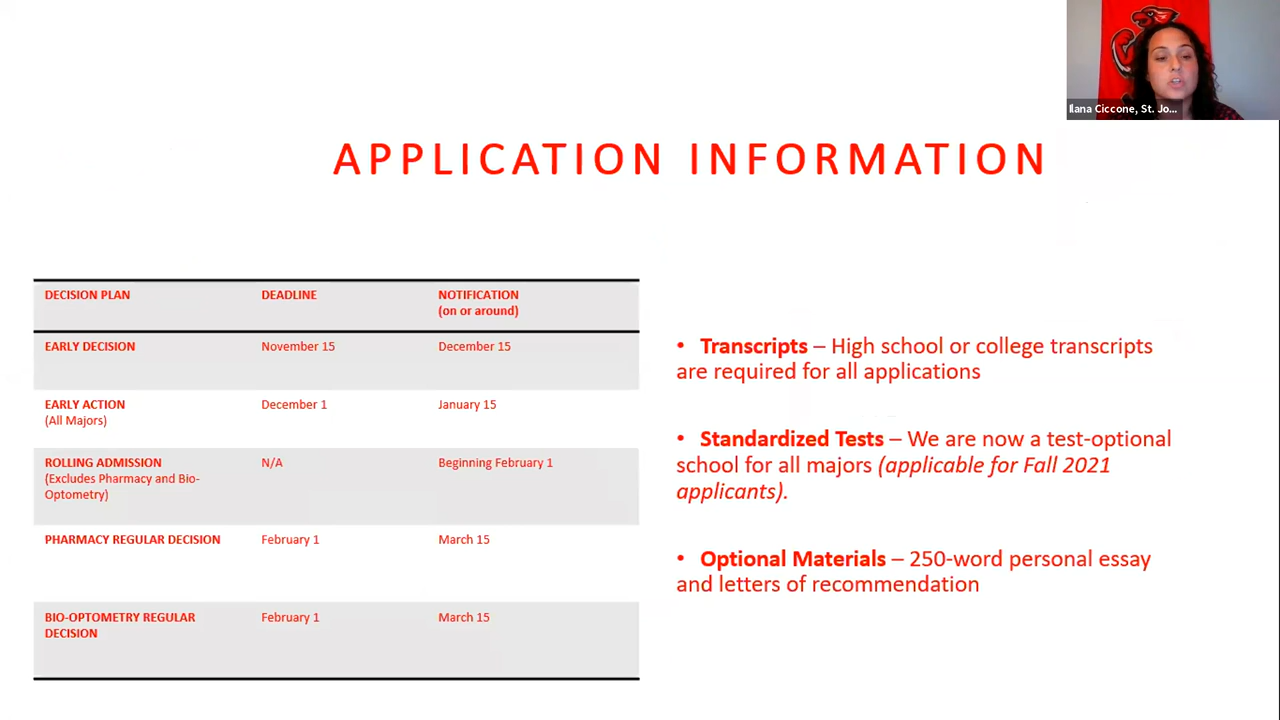 Ilana Ciccone, St. Jo...
APPLICATION INFORMATION
DECISION PLAN DEADLINE NOTIFICATION
(on or around)
EARLY DECISION November 15 December 15
EARLY ACTION December 1 January 15
(All Majors)
ROLLING ADMISSION N/A Beginning February 1
(Excludes Pharmacy and Bio-
Optometry)
PHARMACY REGULAR DECISION February 1 March 15
BIO-OPTOMETRY REGULAR February 1 March 15
DECISION
• Transcripts – High school or college transcripts
are required for all applications
• Standardized Tests – We are now a test-optional
school for all majors (applicable for Fall 2021
applicants).
• Optional Materials – 250-word personal essay
and letters of recommendation